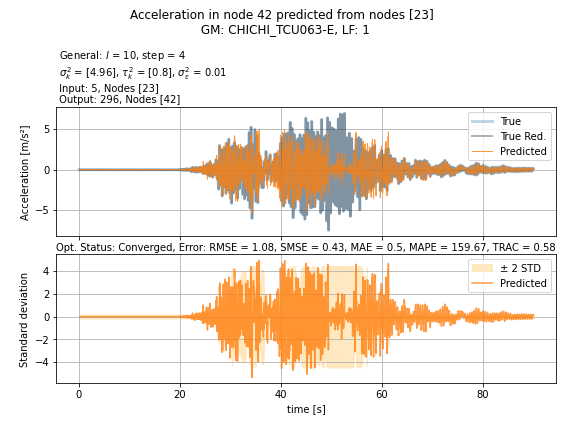 Acceleration in node 42 predicted from nodes [23]
GM: CHICHI_TCU063-E, LF: 1
General: l = 10, step = 4
σ²ₖ = [4.96], τ²ₖ = [0.8], σ²ε = 0.01
Input: 5, Nodes [23]
Output: 296, Nodes [42]
Acceleration [m/s²]
5
0
−5
True
True Red.
Predicted
Opt. Status: Converged, Error: RMSE = 1.08, SMSE = 0.43, MAE = 0.5, MAPE = 159.67, TRAC = 0.58
Standard deviation
4
2
0
−2
−4
± 2 STD
Predicted
0 20 40 60 80
time [s]